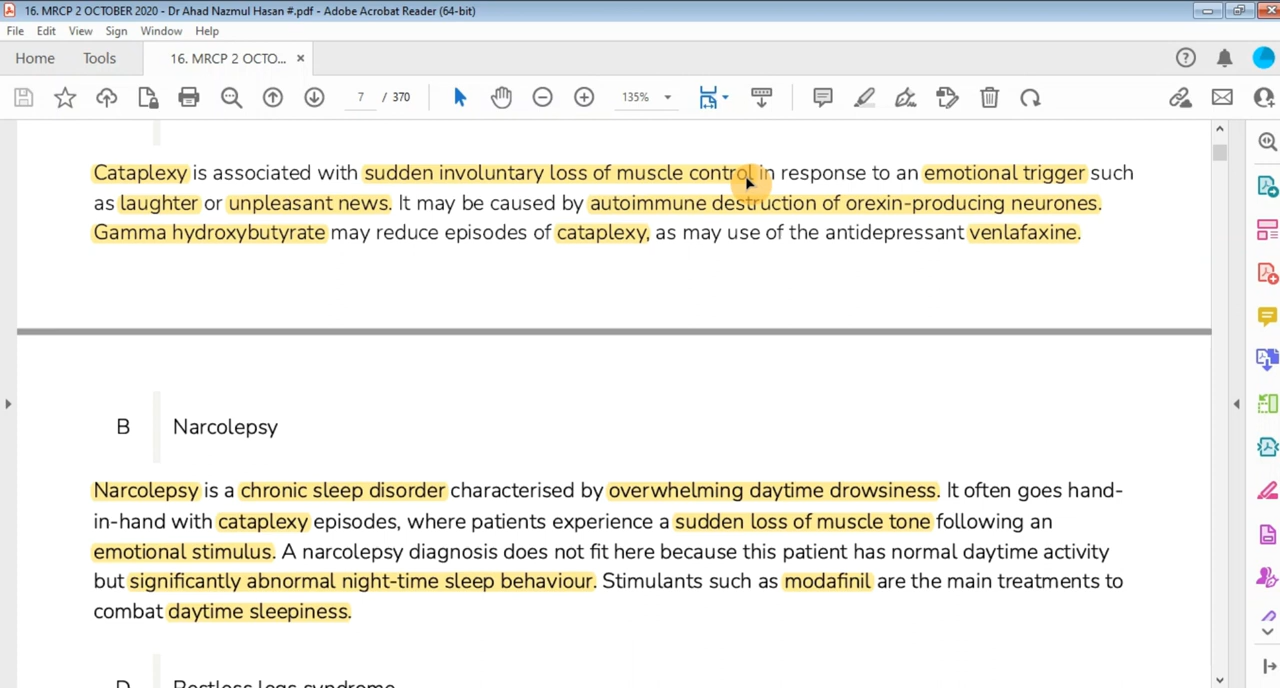 16. MRCP 2 OCTOBER 2020 - Dr Ahad Nazmul Hasan #.pdf - Adobe Acrobat Reader (64-bit)
File Edit View Sign Window Help
Home Tools 16. MRCP 2 OCTO... ×
7 / 370 135%
Cataplexy is associated with sudden involuntary loss of muscle control in response to an emotional trigger such
as laughter or unpleasant news. It may be caused by autoimmune destruction of orexin-producing neurones.
Gamma hydroxybutyrate may reduce episodes of cataplexy, as may use of the antidepressant venlafaxine.
B Narcolepsy
Narcolepsy is a chronic sleep disorder characterised by overwhelming daytime drowsiness. It often goes hand-
in-hand with cataplexy episodes, where patients experience a sudden loss of muscle tone following an
emotional stimulus. A narcolepsy diagnosis does not fit here because this patient has normal daytime activity
but significantly abnormal night-time sleep behaviour. Stimulants such as modafinil are the main treatments to
combat daytime sleepiness.
D Restless legs syndrome